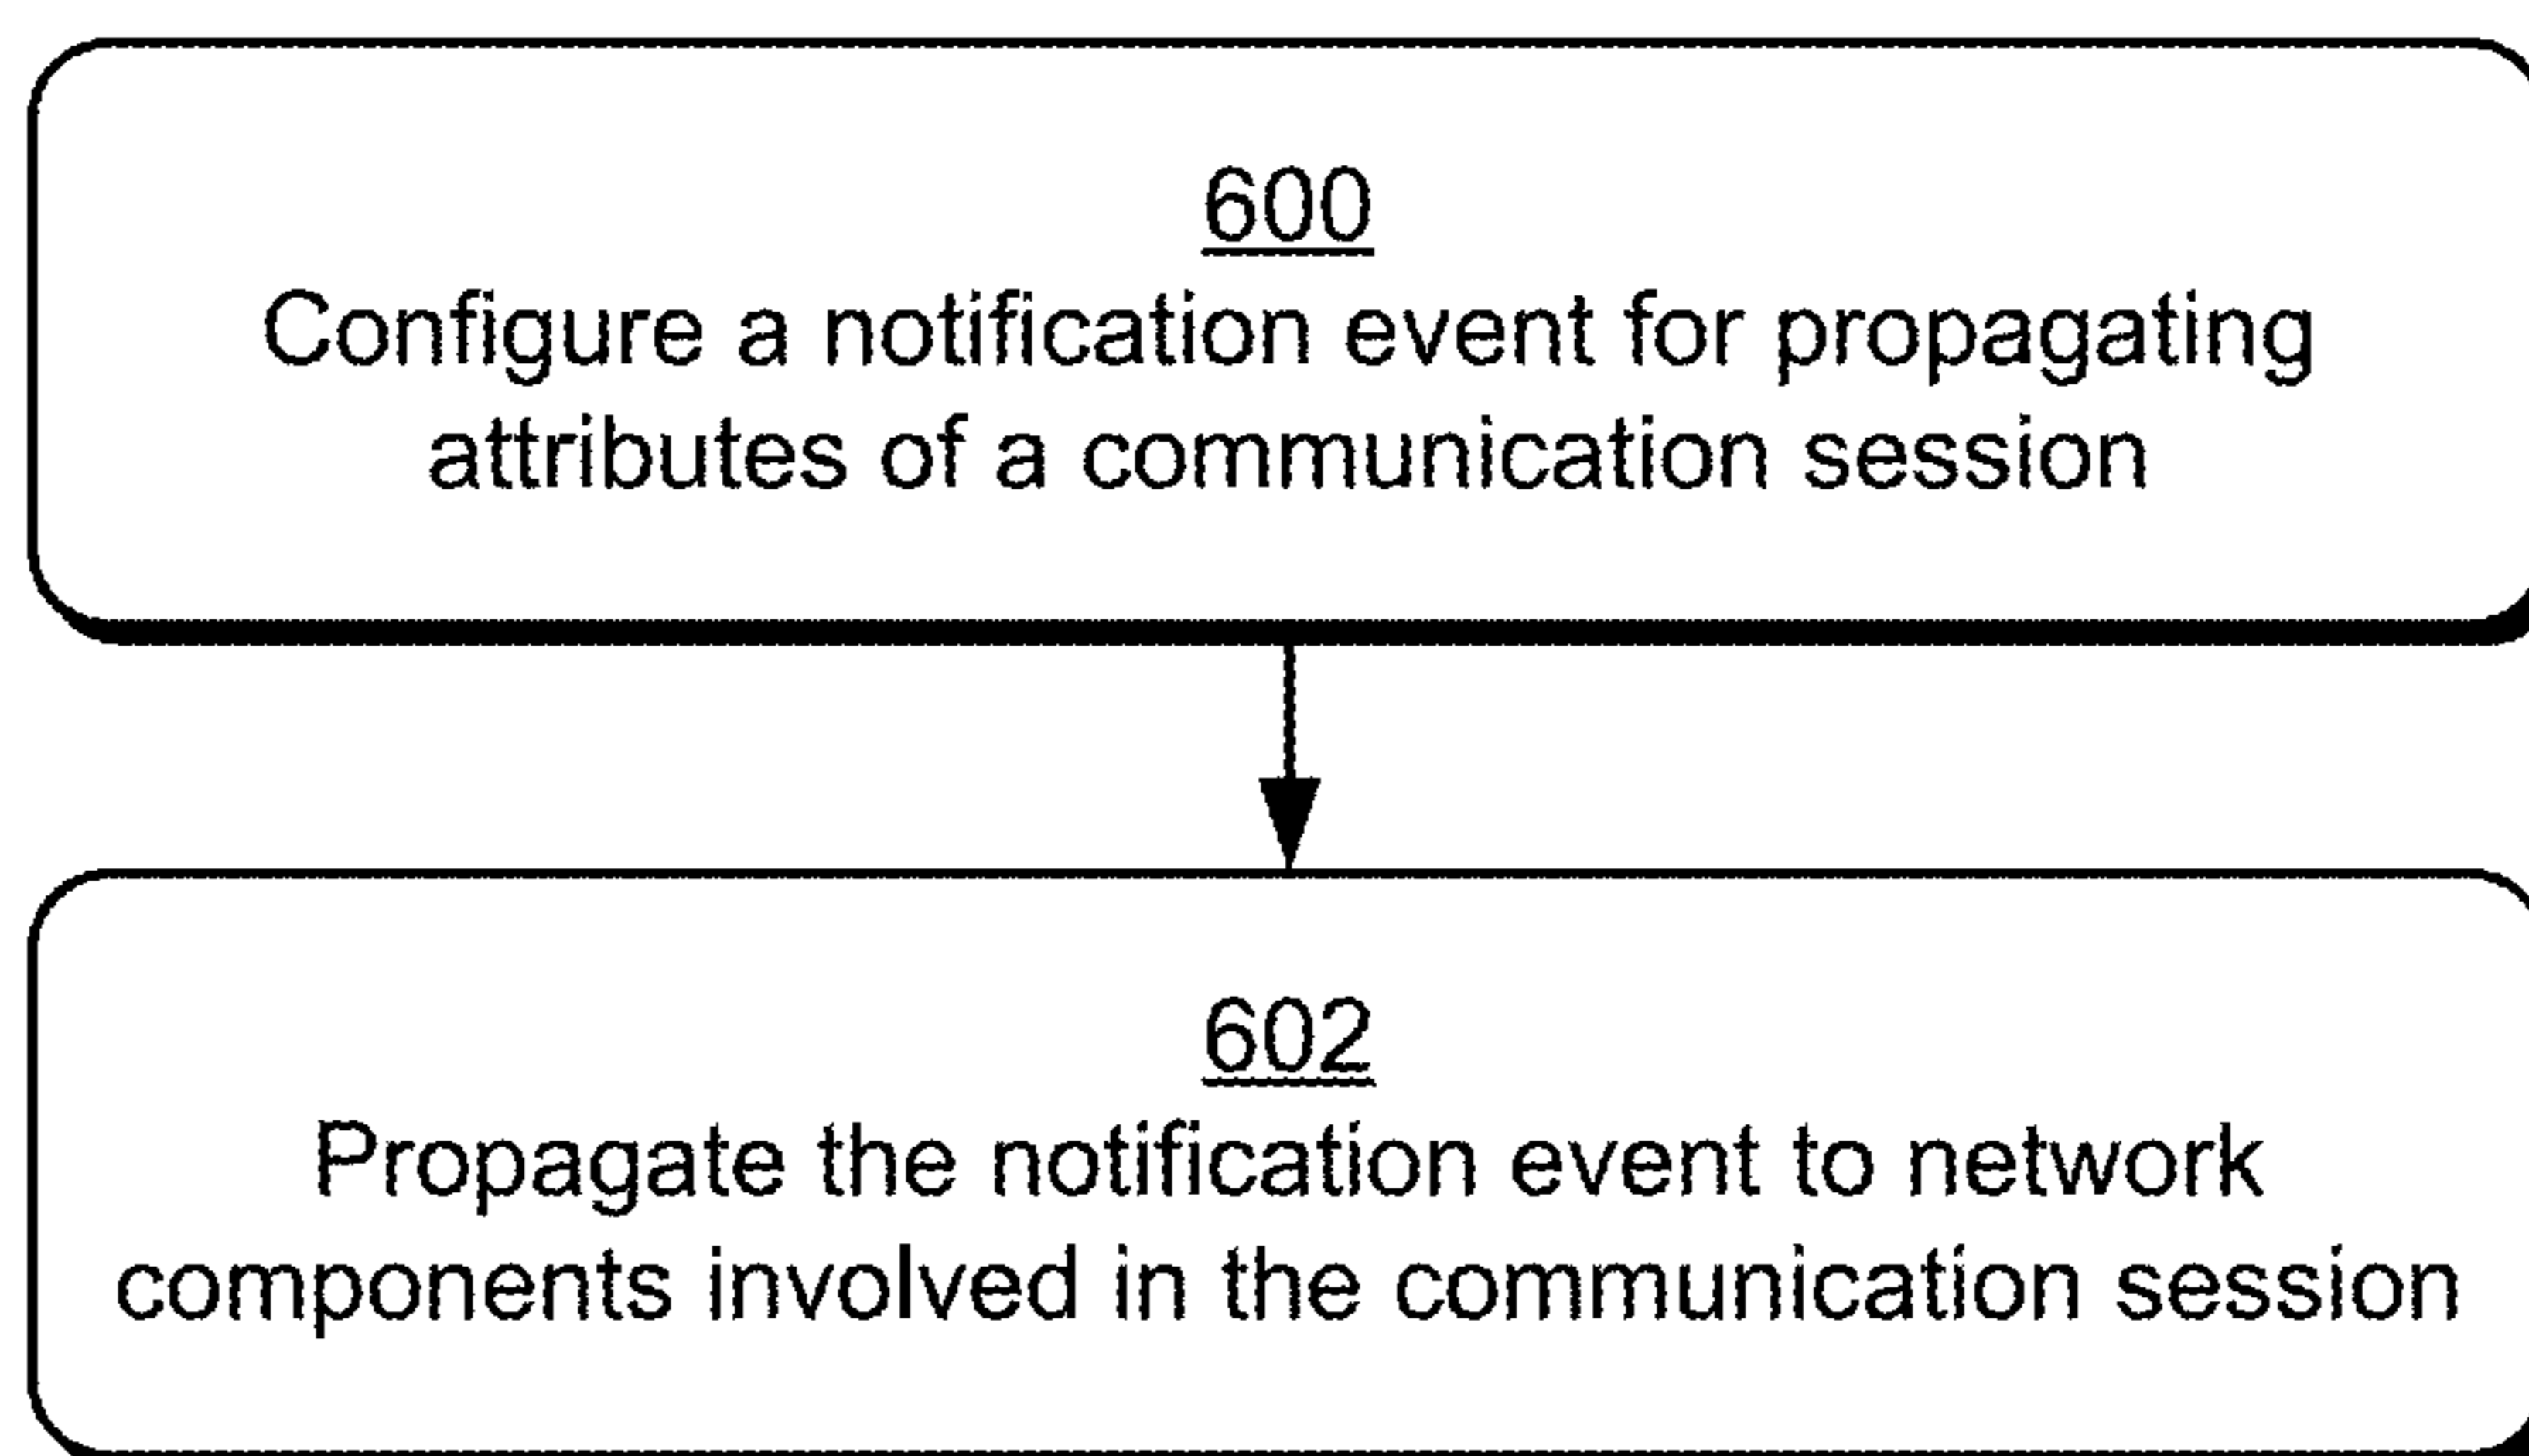 600
Configure a notification event for propagating
attributes of a communication session
602
Propagate the notification event to network
components involved in the communication session